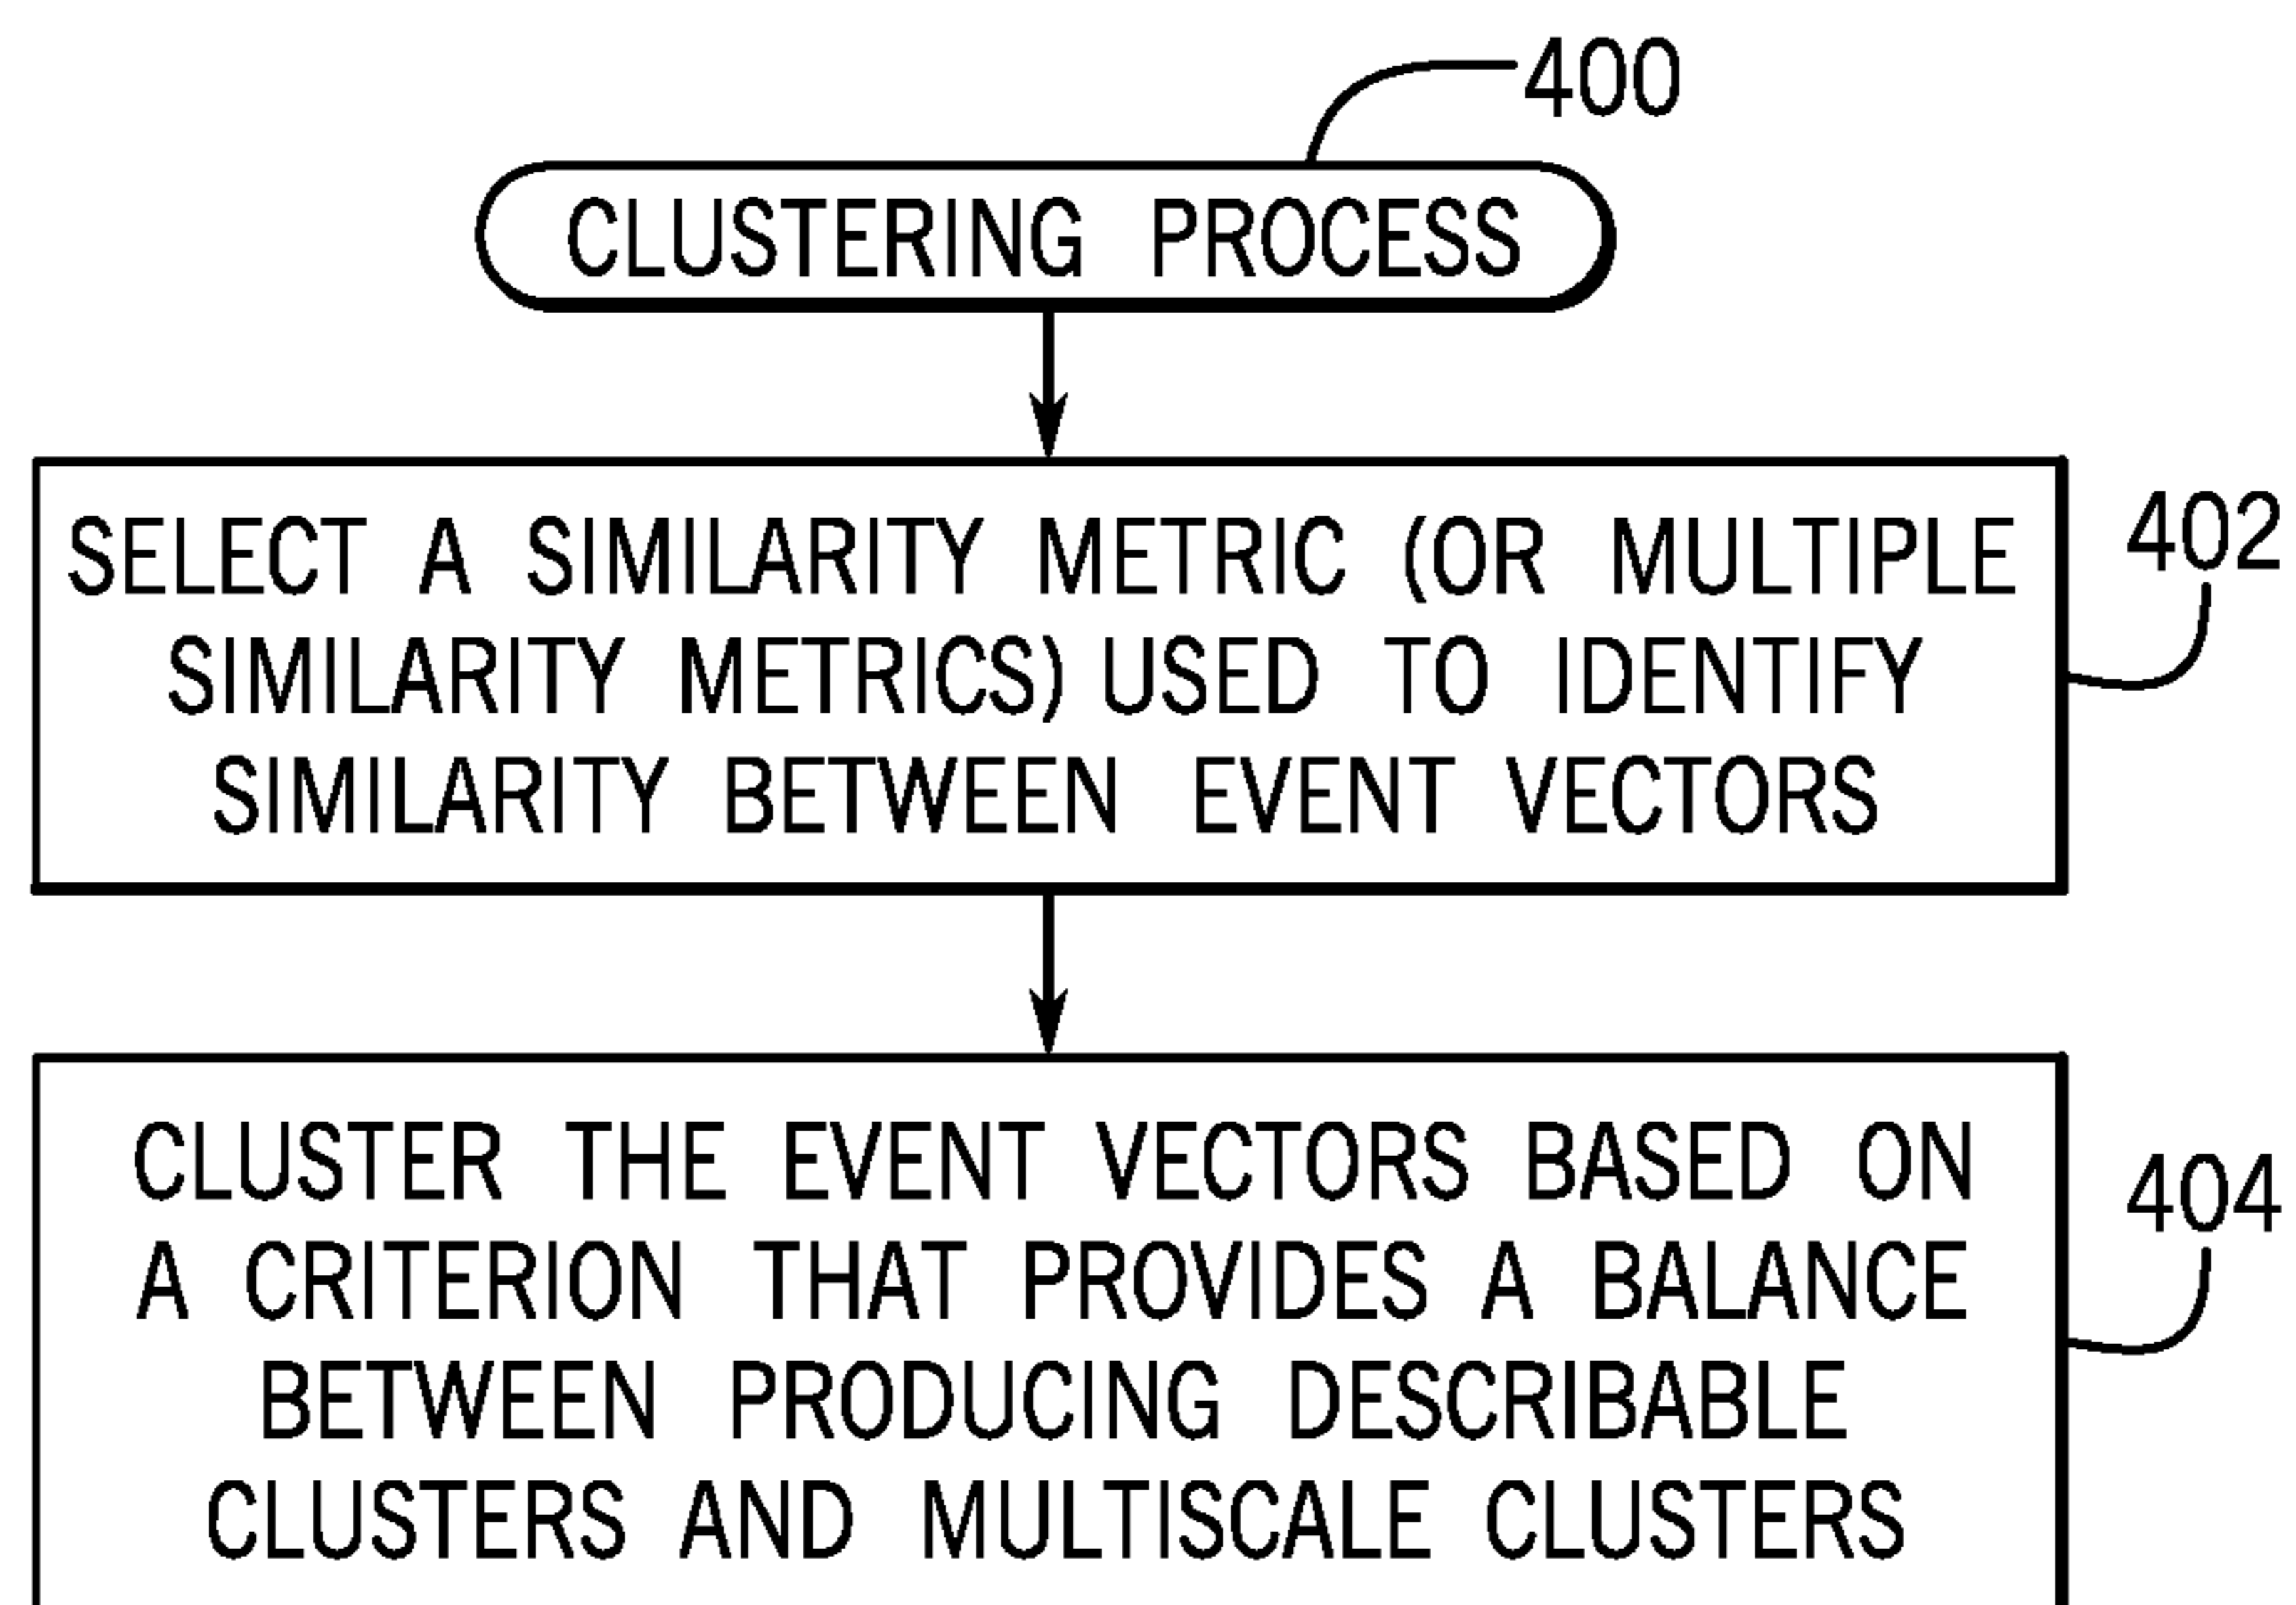 400
CLUSTERING PROCESS
SELECT A SIMILARITY METRIC (OR MULTIPLE
SIMILARITY METRICS) USED TO IDENTIFY
SIMILARITY BETWEEN EVENT VECTORS
402
CLUSTER THE EVENT VECTORS BASED ON
A CRITERION THAT PROVIDES A BALANCE
BETWEEN PRODUCING DESCRIBABLE
CLUSTERS AND MULTISCALE CLUSTERS
404